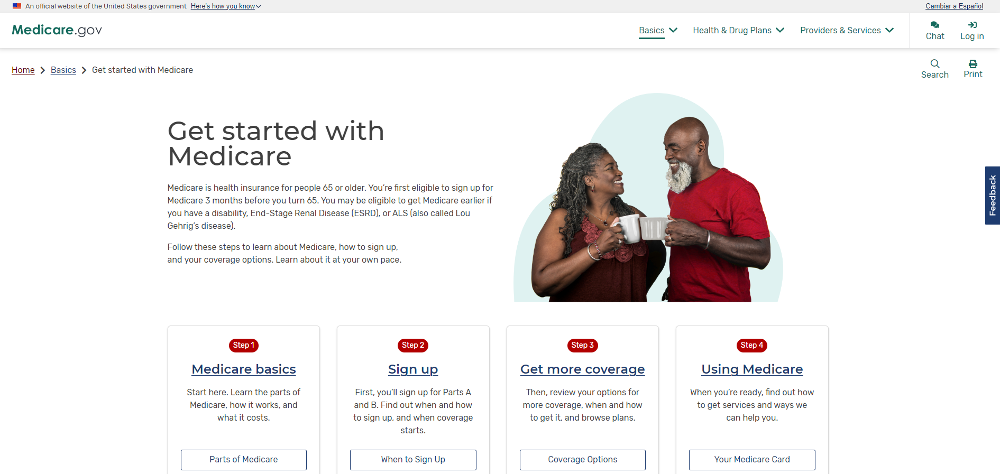 An official website of the United States government Here's how you know
Cambiar a Español
Medicare.gov
Basics
Health & Drug Plans
Providers & Services
Chat
Log in
Home
Basics
Get started with Medicare
Search
Print
Get started with
Medicare
Medicare is health insurance for people 65 or older. You’re first eligible to sign up for
Medicare 3 months before you turn 65. You may be eligible to get Medicare earlier if
you have a disability, End-Stage Renal Disease (ESRD), or ALS (also called Lou
Gehrig’s disease).
Follow these steps to learn about Medicare, how to sign up,
and your coverage options. Learn about it at your own pace.
Feedback
Step 1
Medicare basics
Start here. Learn the parts of
Medicare, how it works, and
what it costs.
Parts of Medicare
Step 2
Sign up
First, you’ll sign up for Parts A
and B. Find out when and how
to sign up, and when coverage
starts.
When to Sign Up
Step 3
Get more coverage
Then, review your options for
more coverage, when and how
to get it, and browse plans.
Coverage Options
Step 4
Using Medicare
When you’re ready, find out how
to get services and ways we
can help you.
Your Medicare Card